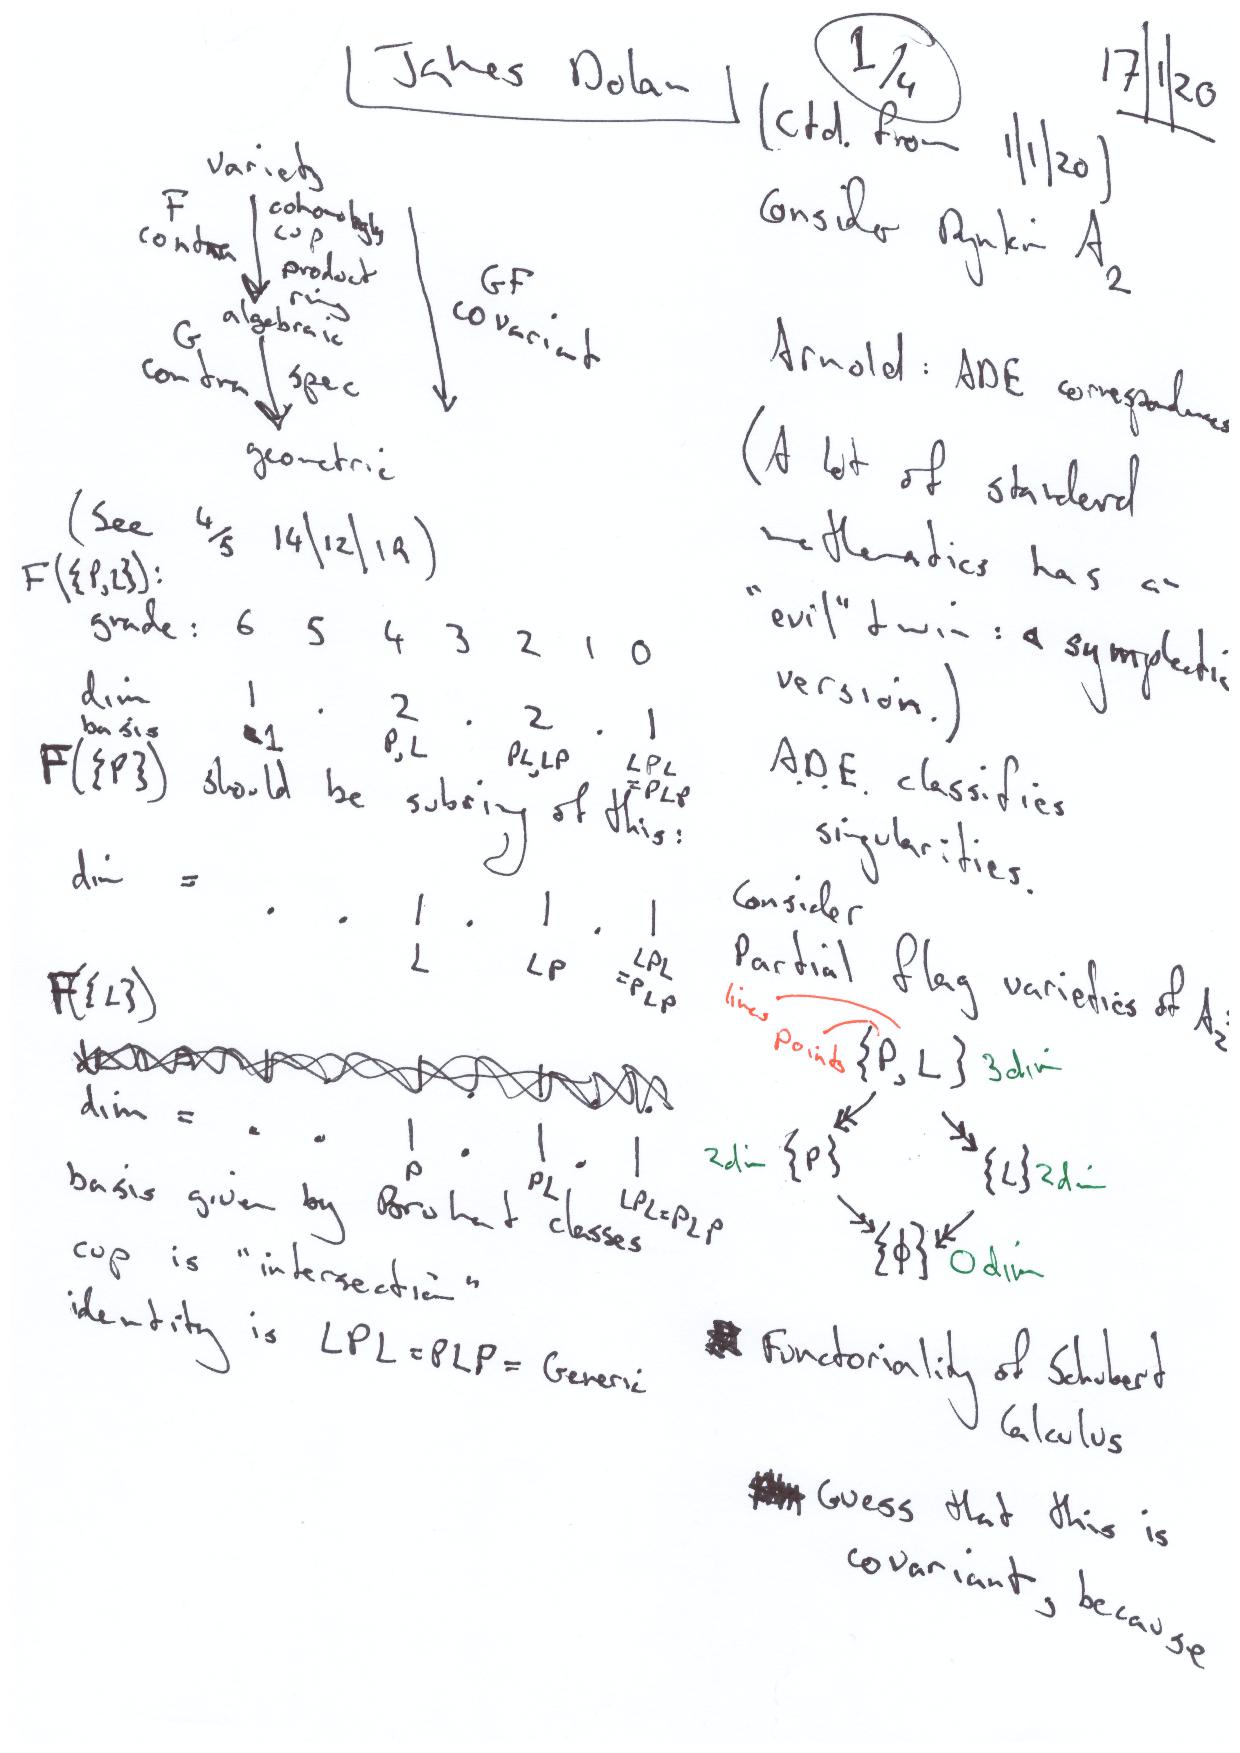 James Dolan
1/4
17/1/20
(Ctd. from 1/1/20)
Consider Dynkin A₂
Arnold: ADE correspondences
(A lot of standard
mathematics has an
"evil" twin: a symplectic
version.)
A.D.E. classifies
singularities.
Consider
Partial flag varieties of A₂:
lines
points
{P, L} 3dim
2dim {P} {L} 2dim
{ϕ} 0dim
Functoriality of Schubert
Calculus
Guess that this is
covariant, because
variety
F
contra
cohomology
cup
product
ring
algebraic
G
contra
spec
geometric
GF
covariant
(See 4/5 14/12/19)
F({P,L}):
grade: 6 5 4 3 2 1 0
dim 1 . 2 . 2 . 1
basis 1 P,L PL,LP LPL
=PLP
F({P}) should be subring of this:
dim = . . 1 . 1 . 1
L LP LPL
=PLP
F{L})
dim = . . 1 . 1 . 1
P PL LPL=PLP
basis given by Bruhat classes
cup is "intersection"
identity is LPL=PLP= Generic